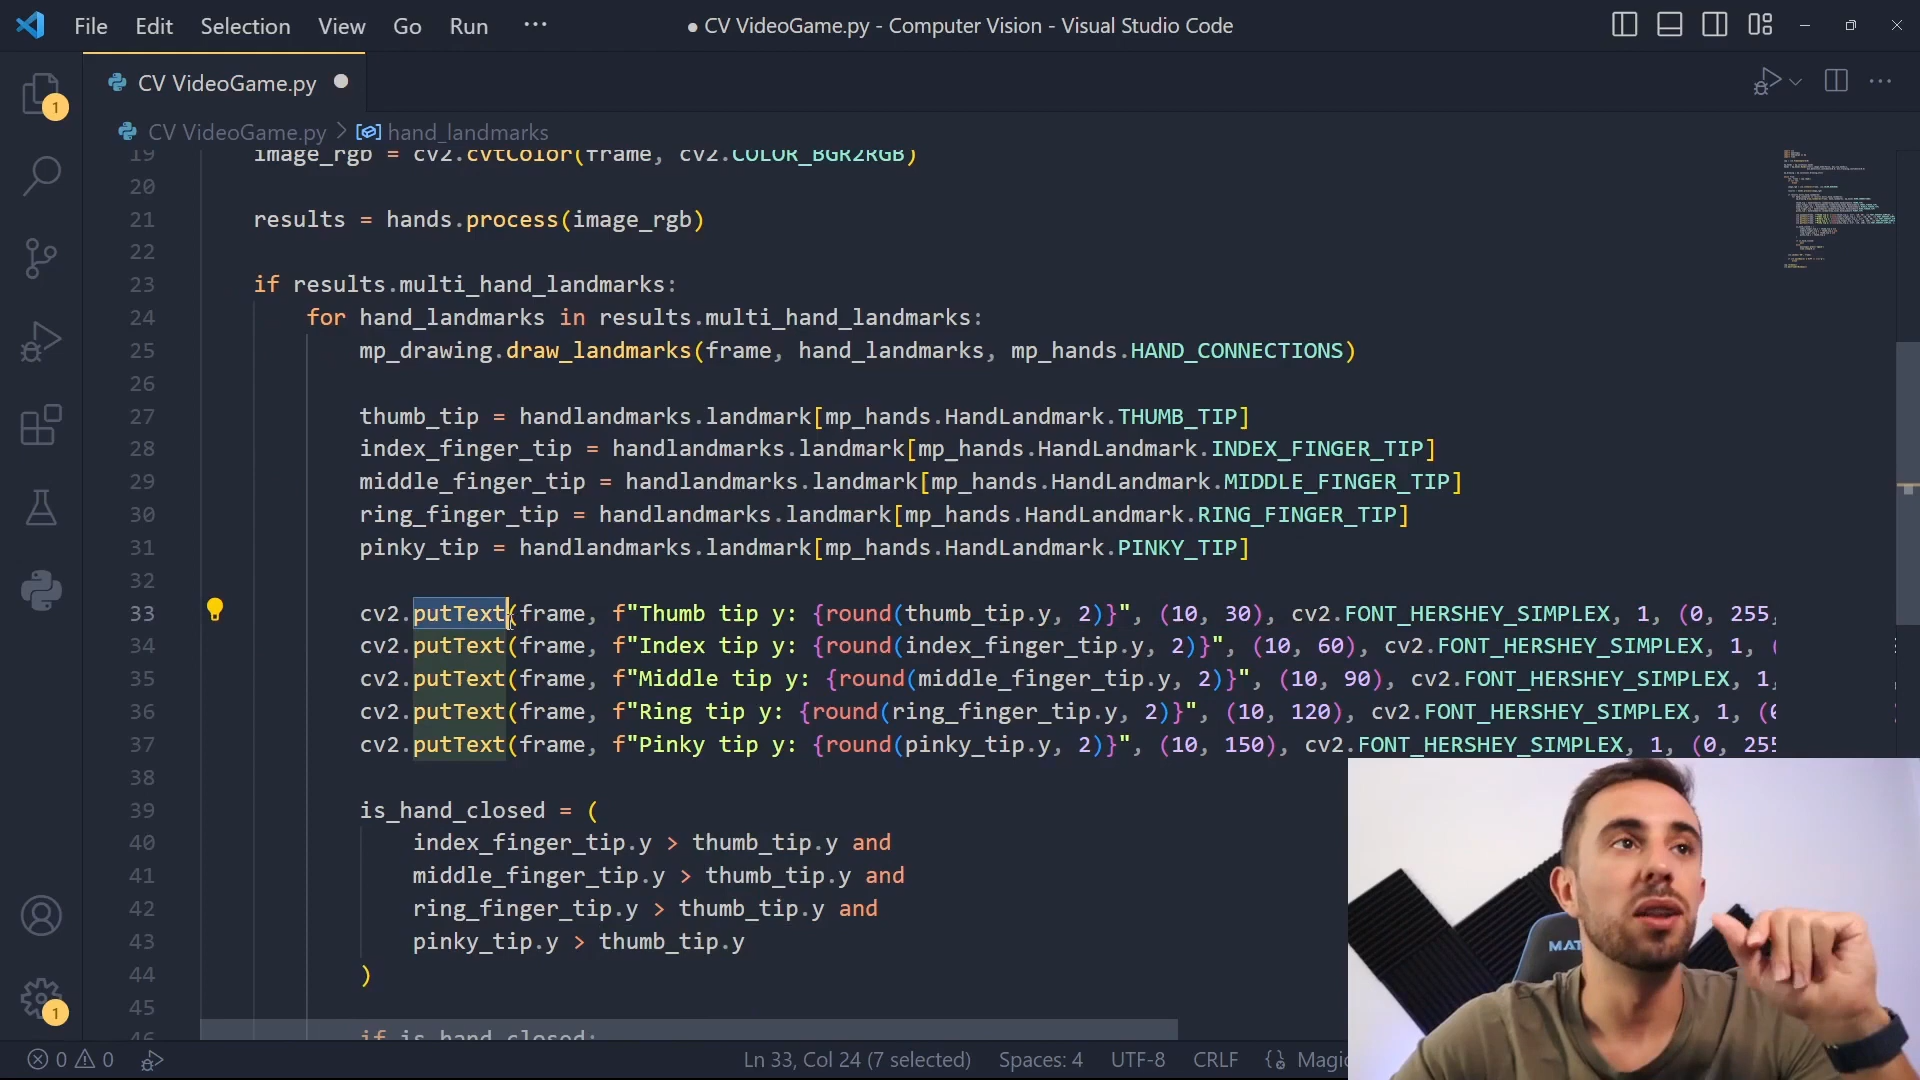 File Edit Selection View Go Run ··· ● CV VideoGame.py - Computer Vision - Visual Studio Code
CV VideoGame.py ●
CV VideoGame.py > hand_landmarks
19 image_rgb = cv2.cvtColor(frame, cv2.COLOR_BGR2RGB)
20
21 results = hands.process(image_rgb)
22
23 if results.multi_hand_landmarks:
24 for hand_landmarks in results.multi_hand_landmarks:
25 mp_drawing.draw_landmarks(frame, hand_landmarks, mp_hands.HAND_CONNECTIONS)
26
27 thumb_tip = handlandmarks.landmark[mp_hands.HandLandmark.THUMB_TIP]
28 index_finger_tip = handlandmarks.landmark[mp_hands.HandLandmark.INDEX_FINGER_TIP]
29 middle_finger_tip = handlandmarks.landmark[mp_hands.HandLandmark.MIDDLE_FINGER_TIP]
30 ring_finger_tip = handlandmarks.landmark[mp_hands.HandLandmark.RING_FINGER_TIP]
31 pinky_tip = handlandmarks.landmark[mp_hands.HandLandmark.PINKY_TIP]
32
33 cv2.putText(frame, f"Thumb tip y: {round(thumb_tip.y, 2)}", (10, 30), cv2.FONT_HERSHEY_SIMPLEX, 1, (0, 255,
34 cv2.putText(frame, f"Index tip y: {round(index_finger_tip.y, 2)}", (10, 60), cv2.FONT_HERSHEY_SIMPLEX, 1, (
35 cv2.putText(frame, f"Middle tip y: {round(middle_finger_tip.y, 2)}", (10, 90), cv2.FONT_HERSHEY_SIMPLEX, 1,
36 cv2.putText(frame, f"Ring tip y: {round(ring_finger_tip.y, 2)}", (10, 120), cv2.FONT_HERSHEY_SIMPLEX, 1, (0
37 cv2.putText(frame, f"Pinky tip y: {round(pinky_tip.y, 2)}", (10, 150), cv2.FONT_HERSHEY_SIMPLEX, 1, (0, 255
38
39 is_hand_closed = (
40 index_finger_tip.y > thumb_tip.y and
41 middle_finger_tip.y > thumb_tip.y and
42 ring_finger_tip.y > thumb_tip.y and
43 pinky_tip.y > thumb_tip.y
44 )
45
46 if is_hand_closed:
1
1
MAT
0 0 Ln 33, Col 24 (7 selected) Spaces: 4 UTF-8 CRLF Magic